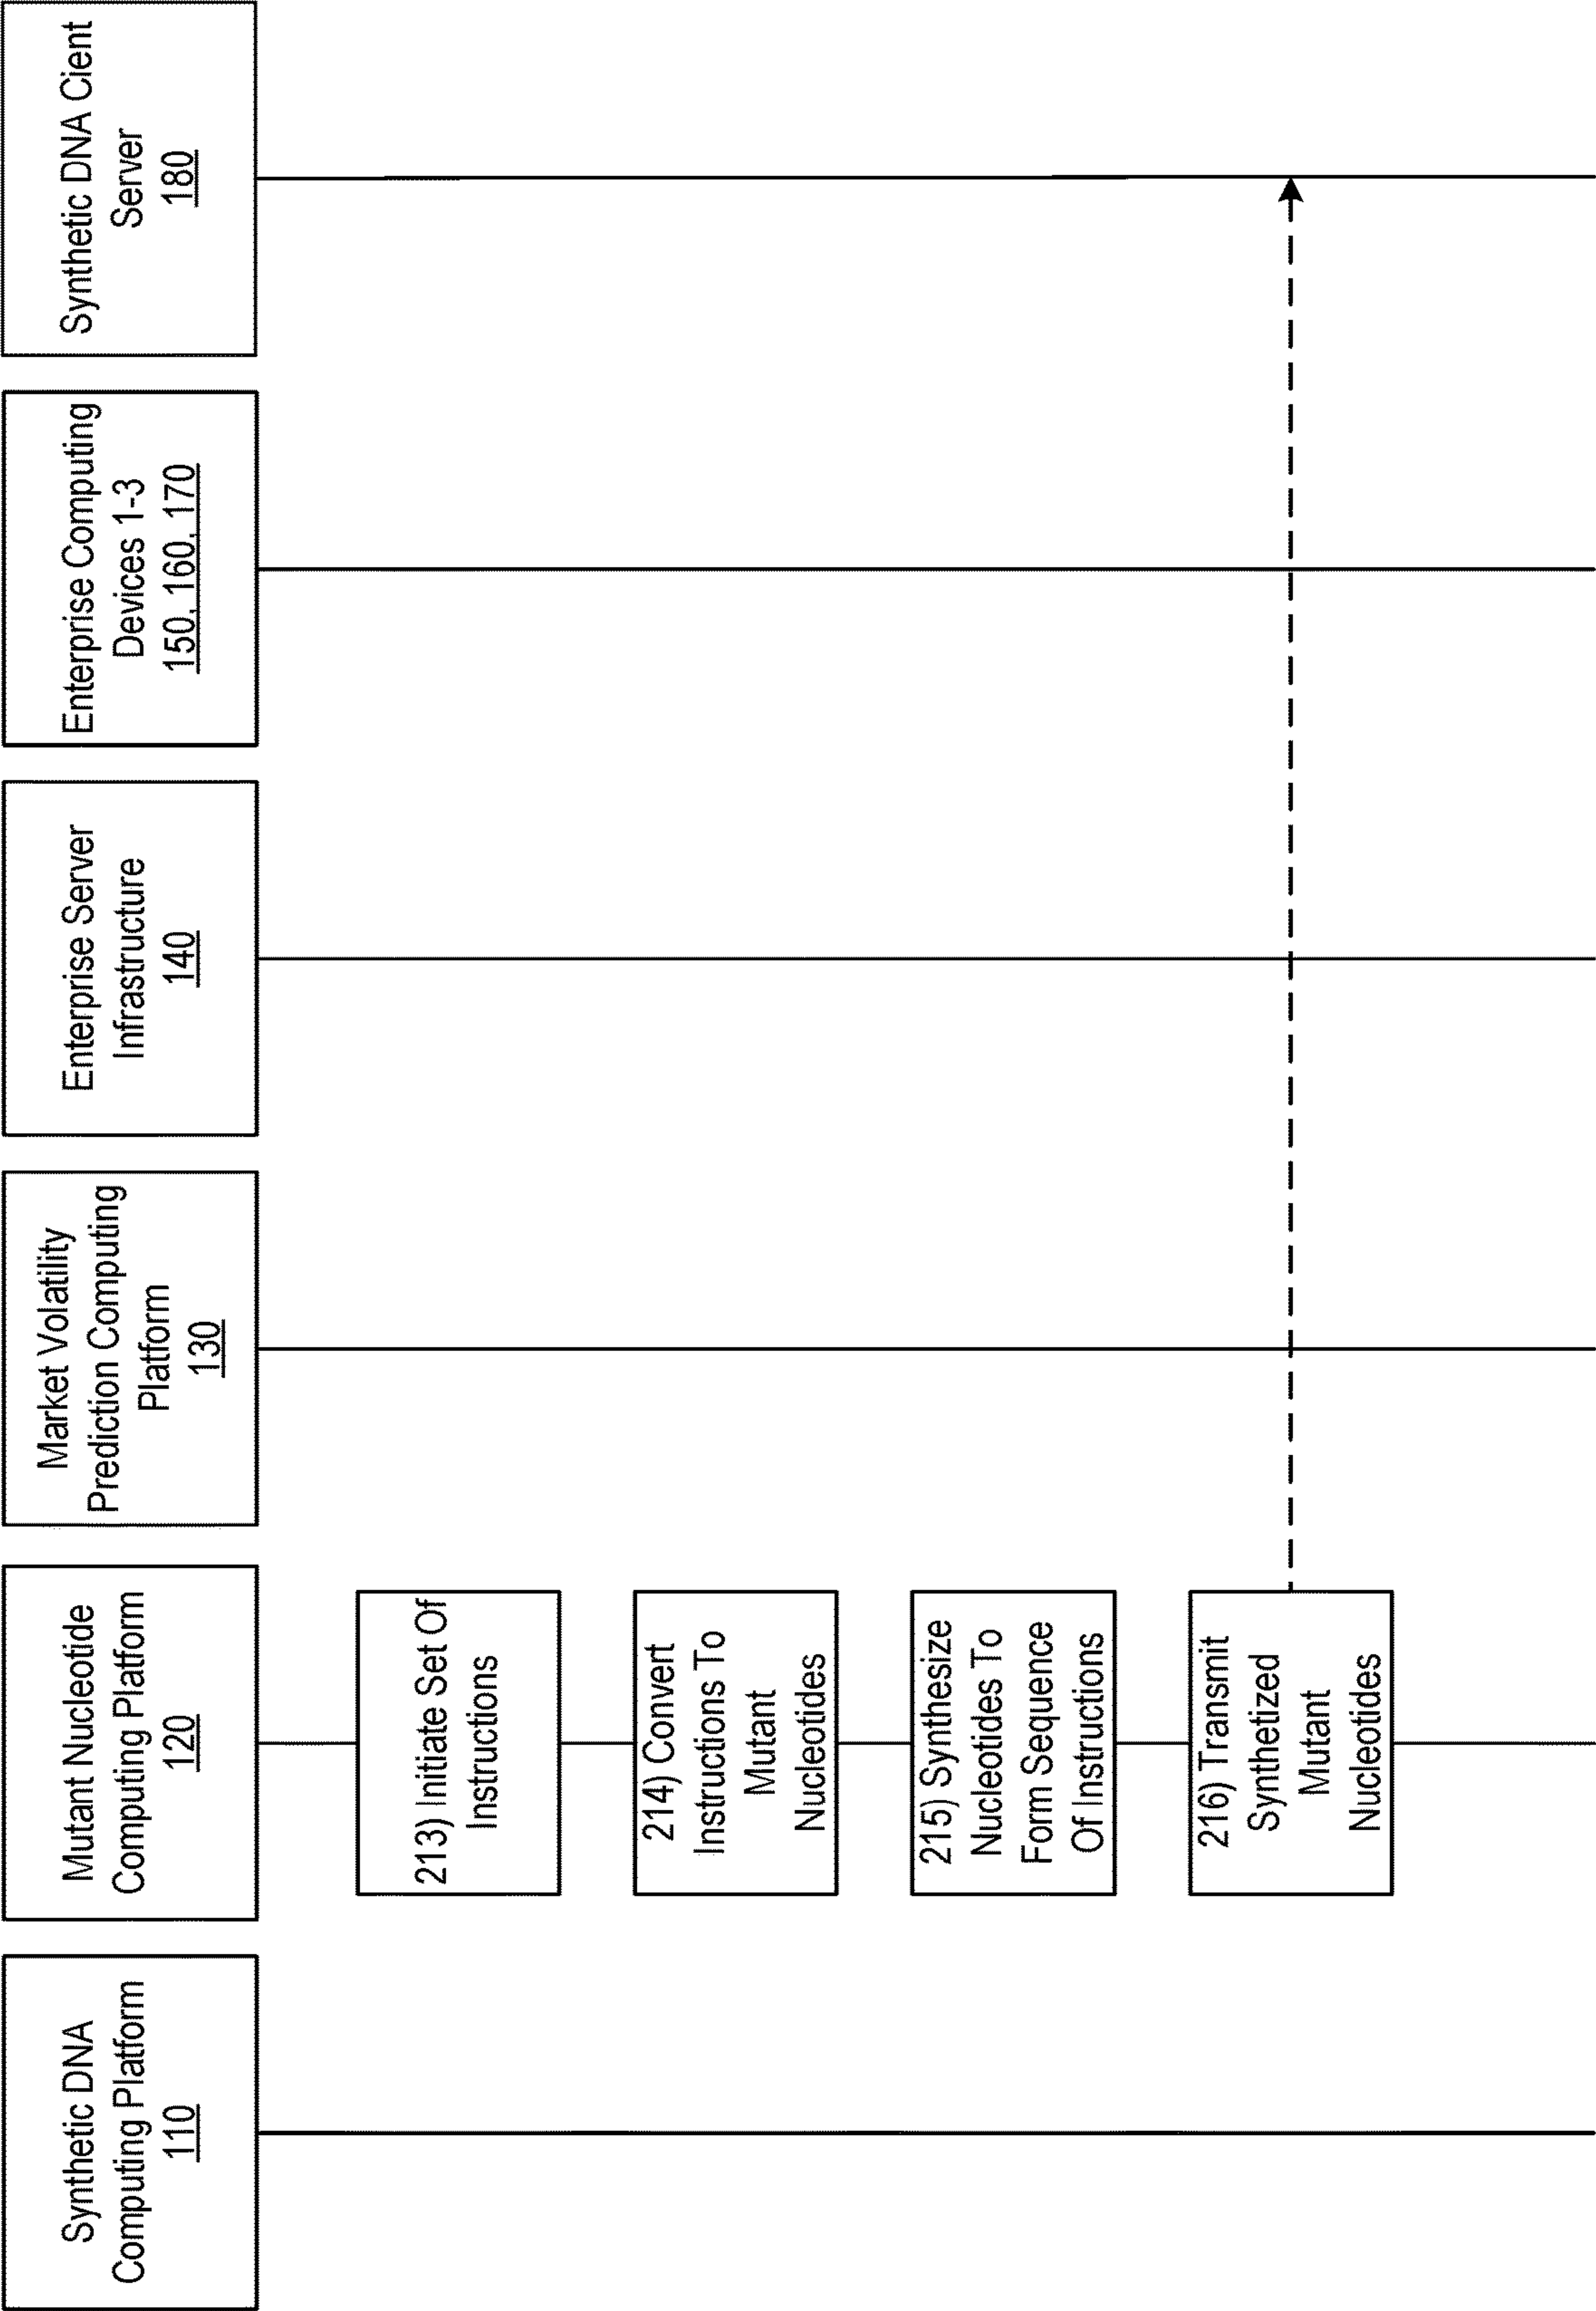 Synthetic DNA
Computing Platform
110
Mutant Nucleotide
Computing Platform
120
Market Volatility
Prediction Computing
Platform
130
Enterprise Server
Infrastructure
140
Enterprise Computing
Devices 1-3
150, 160, 170
Synthetic DNA Cient
Server
180
213) Initiate Set Of
Instructions
214) Convert
Instructions To
Mutant
Nucleotides
215) Synthesize
Nucleotides To
Form Sequence
Of Instructions
216) Transmit
Synthetized
Mutant
Nucleotides